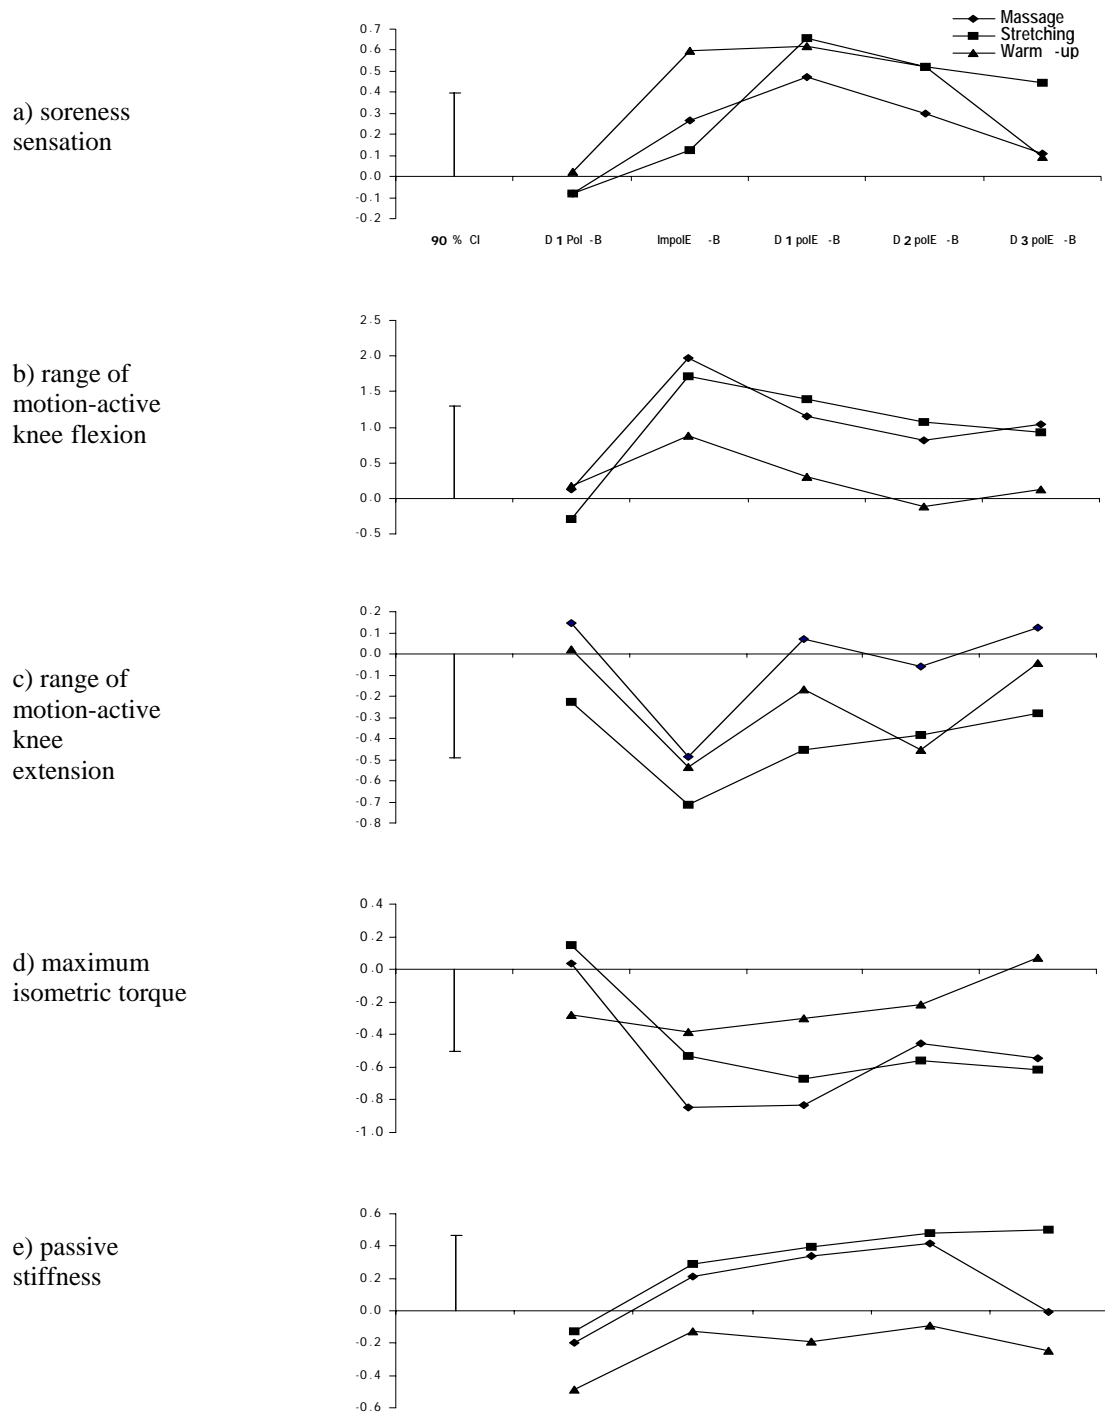 Massage
Stretching
Warm -up
a) soreness
sensation
0.7
0.6
0.5
0.4
0.3
0.2
0.1
0.0
-0.1
-0.2
90 % CI D 1 Pol -B ImpolE -B D 1 polE -B D 2 polE -B D 3 polE -B
b) range of
motion-active
knee flexion
2.5
2.0
1.5
1.0
0.5
0.0
-0.5
c) range of
motion-active
knee
extension
0.2
0.1
0.0
-0.1
-0.2
-0.3
-0.4
-0.5
-0.6
-0.7
-0.8
d) maximum
isometric torque
0.4
0.2
0.0
-0.2
-0.4
-0.6
-0.8
-1.0
e) passive
stiffness
0.6
0.4
0.2
0.0
-0.2
-0.4
-0.6